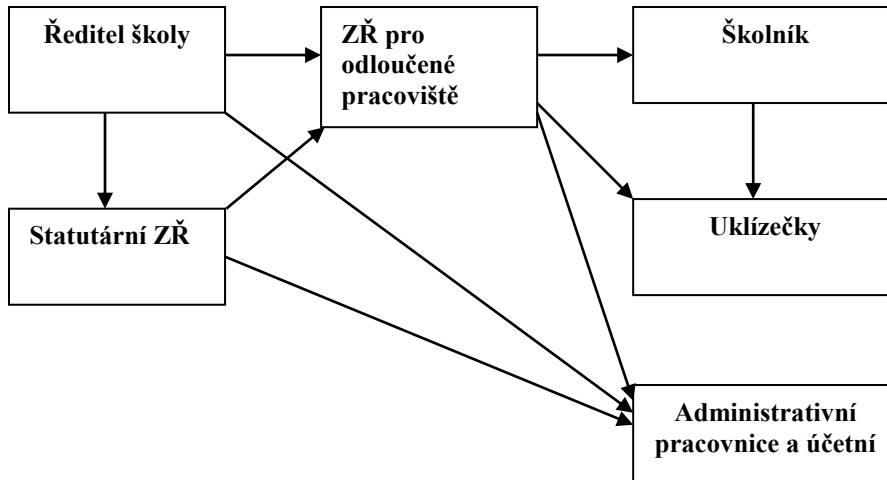 Ředitel školy
ZŘ pro
odloučené
pracoviště
Školník
Statutární ZŘ
Uklízečky
Administrativní
pracovnice a účetní